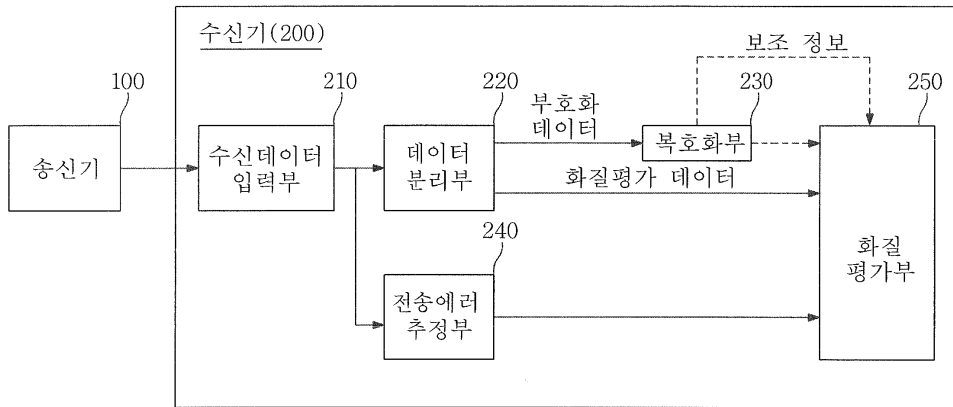 수신기(200)
보조 정보
100
210
220
230
250
부호화
데이터
송신기
수신데이터
입력부
데이터
분리부
복호화부
화질평가 데이터
240
화질
평가부
전송에러
추정부